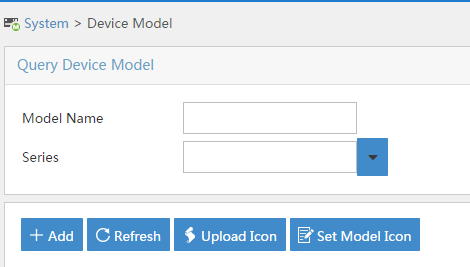 System > Device Model
Query Device Model
Model Name
Series
Add Refresh Upload Icon Set Model Icon